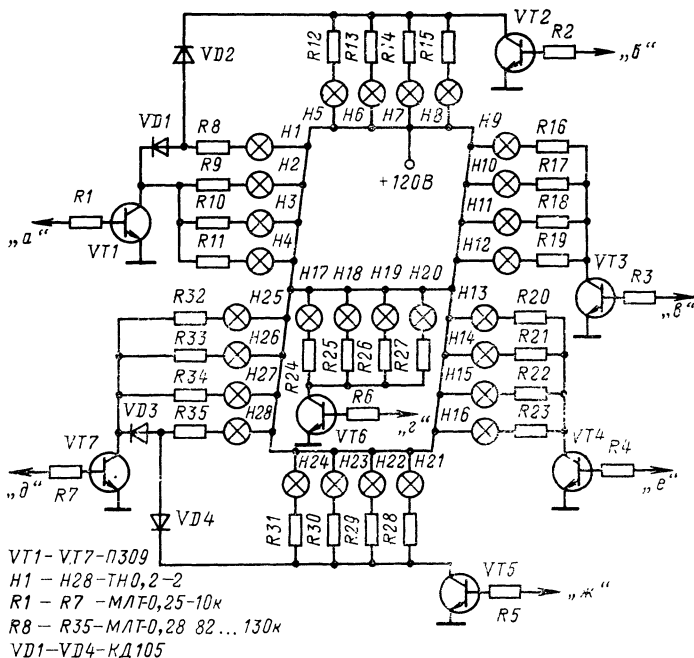 R12 R13 R14 R15
VT2
R2
„б“
VD2
H5 H6 H7 H8
VD1 R8 H1
H9 R16
R9 H2
H10 R17
+120В
R1
R10 H3
H11 R18
„а“
VT1
R11 H4
H12 R19
H17 H18 H19 H20
VT3
R3
„в“
R32 H25
H13 R20
R33 H26
H14 R21
R24 R25 R26 R27
R34 H27
H15 R22
R6
„г“
VD3 R35 H28
VT6
H16 R23
VT7
VT4
R4
„д“
R7
H24 H23 H22 H21
„е“
VD4
R31 R30 R29 R28
VT1-VT7-П309
H1 - H28-ТН0,2-2
R1 - R7 -МЛТ-0,25-10к
R8 - R35-МЛТ-0,28 82...130к
VD1-VD4-КД105
VT5
„ж“
R5